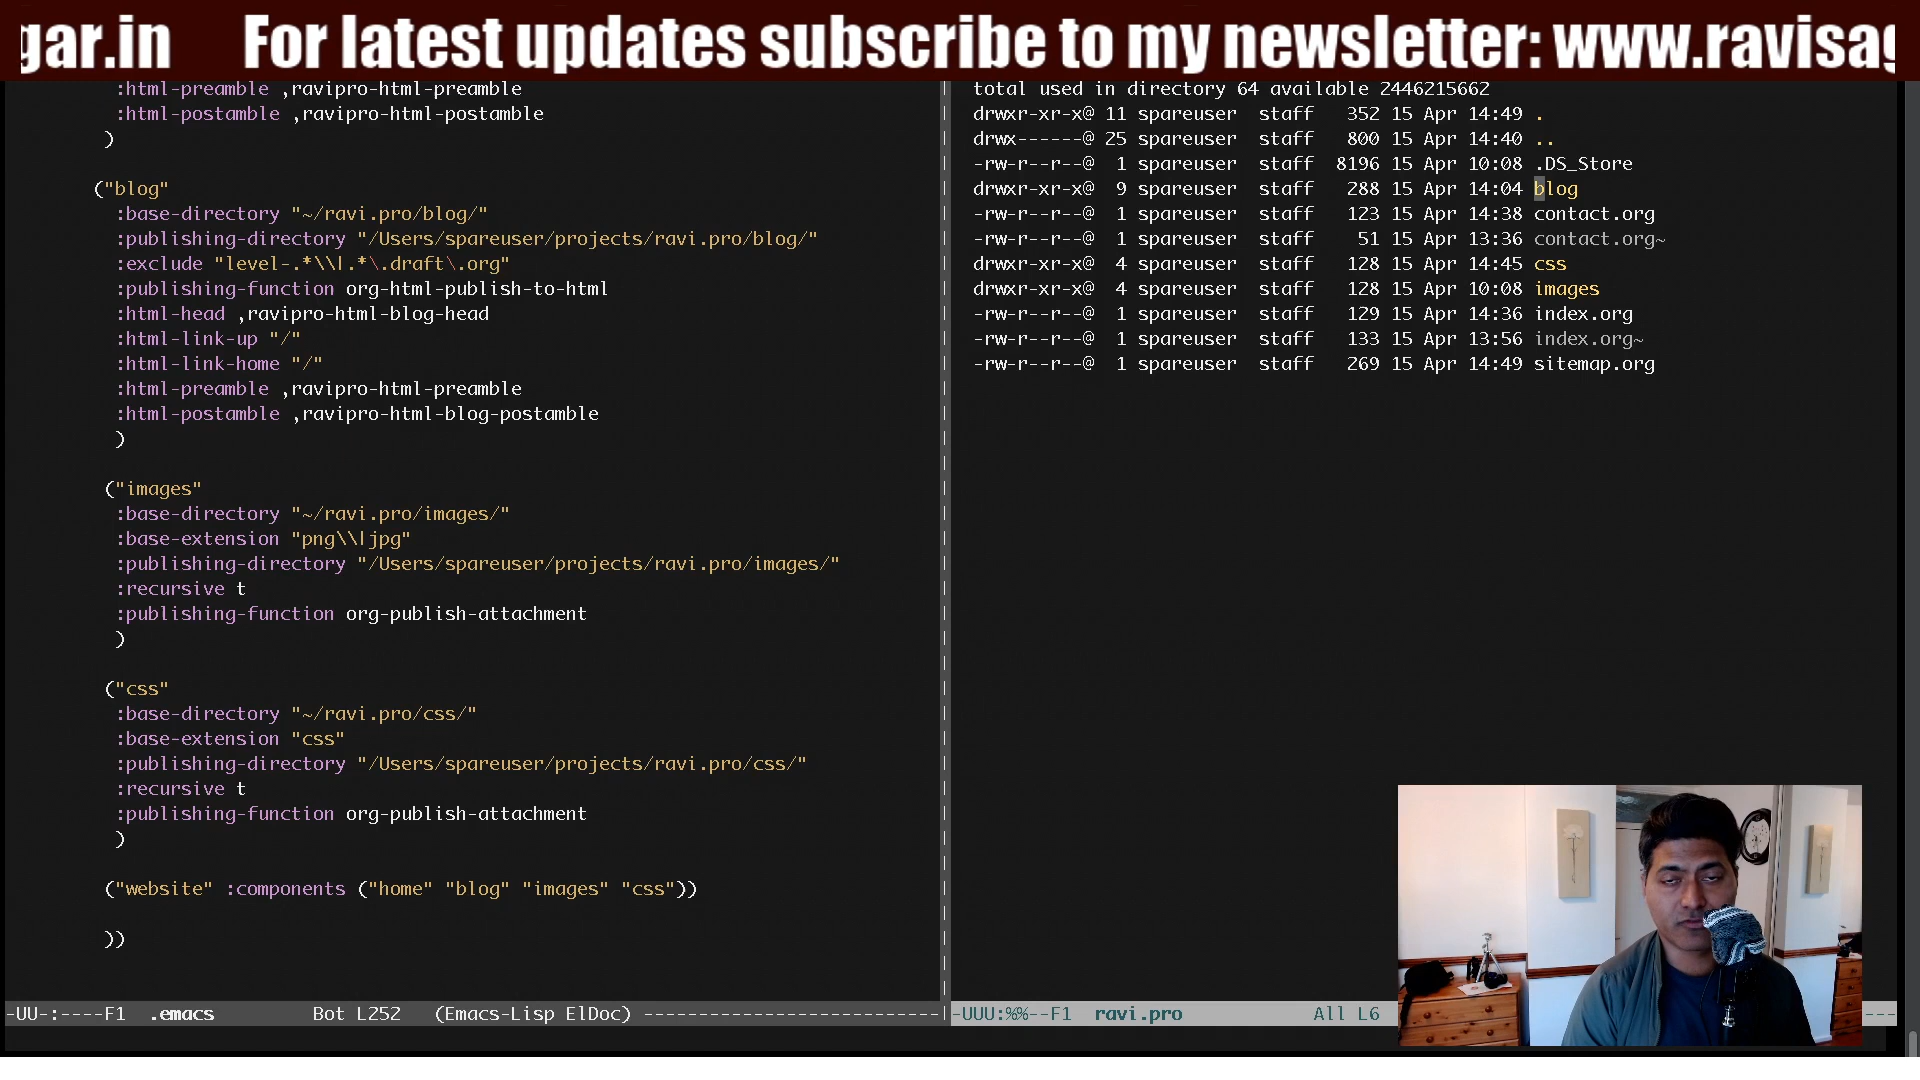 gar.in For latest updates subscribe to my newsletter: www.ravisag
:html-preamble ,ravipro-html-preamble
:html-postamble ,ravipro-html-postamble
)
("blog"
:base-directory "~/ravi.pro/blog/"
:publishing-directory "/Users/spareuser/projects/ravi.pro/blog/"
:exclude "level-.*\\|.*\.draft\.org"
:publishing-function org-html-publish-to-html
:html-head ,ravipro-html-blog-head
:html-link-up "/"
:html-link-home "/"
:html-preamble ,ravipro-html-preamble
:html-postamble ,ravipro-html-blog-postamble
)
("images"
:base-directory "~/ravi.pro/images/"
:base-extension "png\\|jpg"
:publishing-directory "/Users/spareuser/projects/ravi.pro/images/"
:recursive t
:publishing-function org-publish-attachment
)
("css"
:base-directory "~/ravi.pro/css/"
:base-extension "css"
:publishing-directory "/Users/spareuser/projects/ravi.pro/css/"
:recursive t
:publishing-function org-publish-attachment
)
("website" :components ("home" "blog" "images" "css"))
))
-UU-:----F1 .emacs Bot L252 (Emacs-Lisp ElDoc) ---------------------------
total used in directory 64 available 2446215662
drwxr-xr-x@ 11 spareuser staff 352 15 Apr 14:49 .
drwx------@ 25 spareuser staff 800 15 Apr 14:40 ..
-rw-r--r--@ 1 spareuser staff 8196 15 Apr 10:08 .DS_Store
drwxr-xr-x@ 9 spareuser staff 288 15 Apr 14:04 blog
-rw-r--r--@ 1 spareuser staff 123 15 Apr 14:38 contact.org
-rw-r--r--@ 1 spareuser staff 51 15 Apr 13:36 contact.org~
drwxr-xr-x@ 4 spareuser staff 128 15 Apr 14:45 css
drwxr-xr-x@ 4 spareuser staff 128 15 Apr 10:08 images
-rw-r--r--@ 1 spareuser staff 129 15 Apr 14:36 index.org
-rw-r--r--@ 1 spareuser staff 133 15 Apr 13:56 index.org~
-rw-r--r--@ 1 spareuser staff 269 15 Apr 14:49 sitemap.org
-UUU:%%--F1 ravi.pro All L6 ---